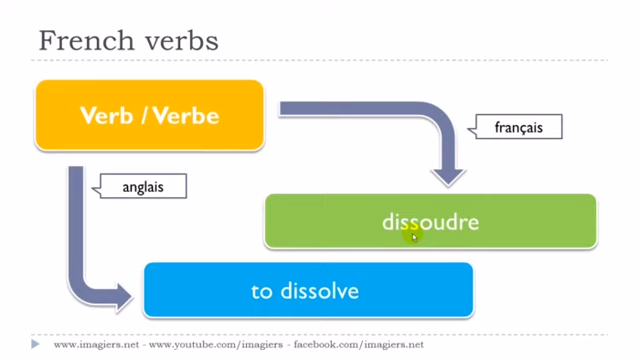 French verbs
Verb / Verbe
français
anglais
dissoudre
to dissolve
www.imagiers.net - www.youtube.com/imagiers - facebook.com/imagiers.net